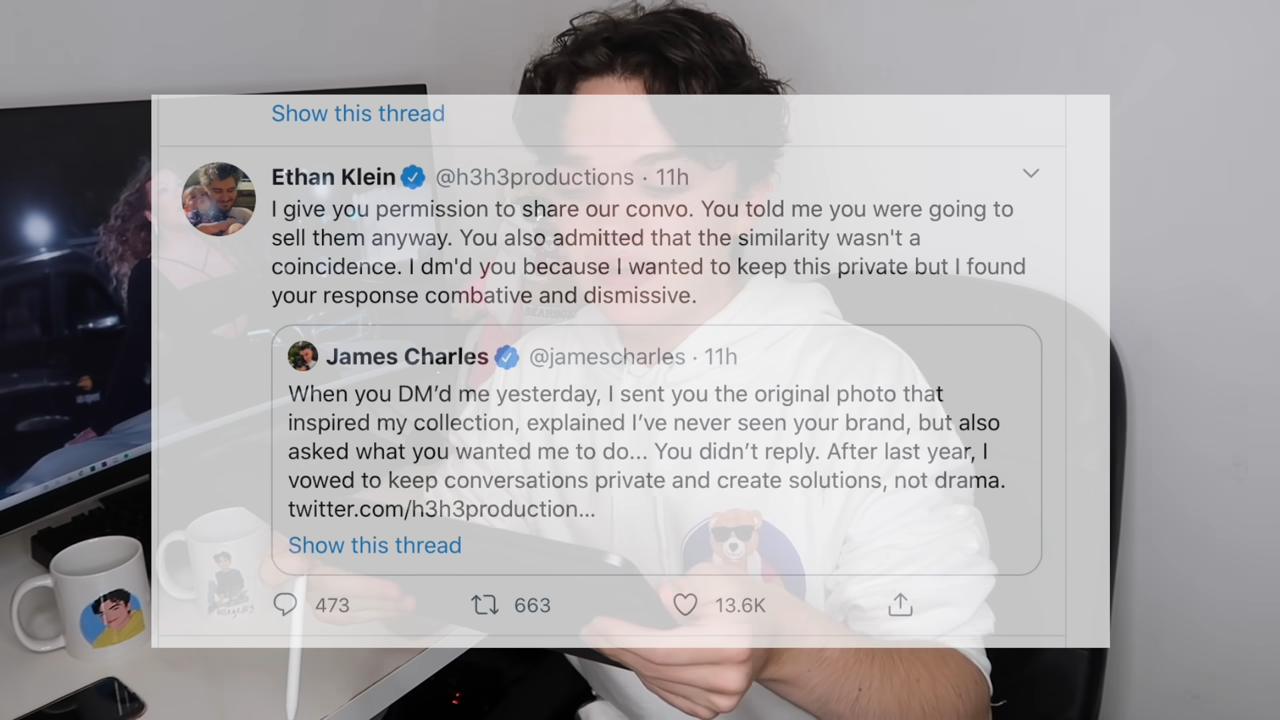 Show this thread
Ethan Klein @h3h3productions · 11h
I give you permission to share our convo. You told me you were going to
sell them anyway. You also admitted that the similarity wasn't a
coincidence. I dm'd you because I wanted to keep this private but I found
your response combative and dismissive.
James Charles @jamescharles · 11h
When you DM’d me yesterday, I sent you the original photo that
inspired my collection, explained I’ve never seen your brand, but also
asked what you wanted me to do... You didn’t reply. After last year, I
vowed to keep conversations private and create solutions, not drama.
twitter.com/h3h3production...
Show this thread
473 663 13.6K